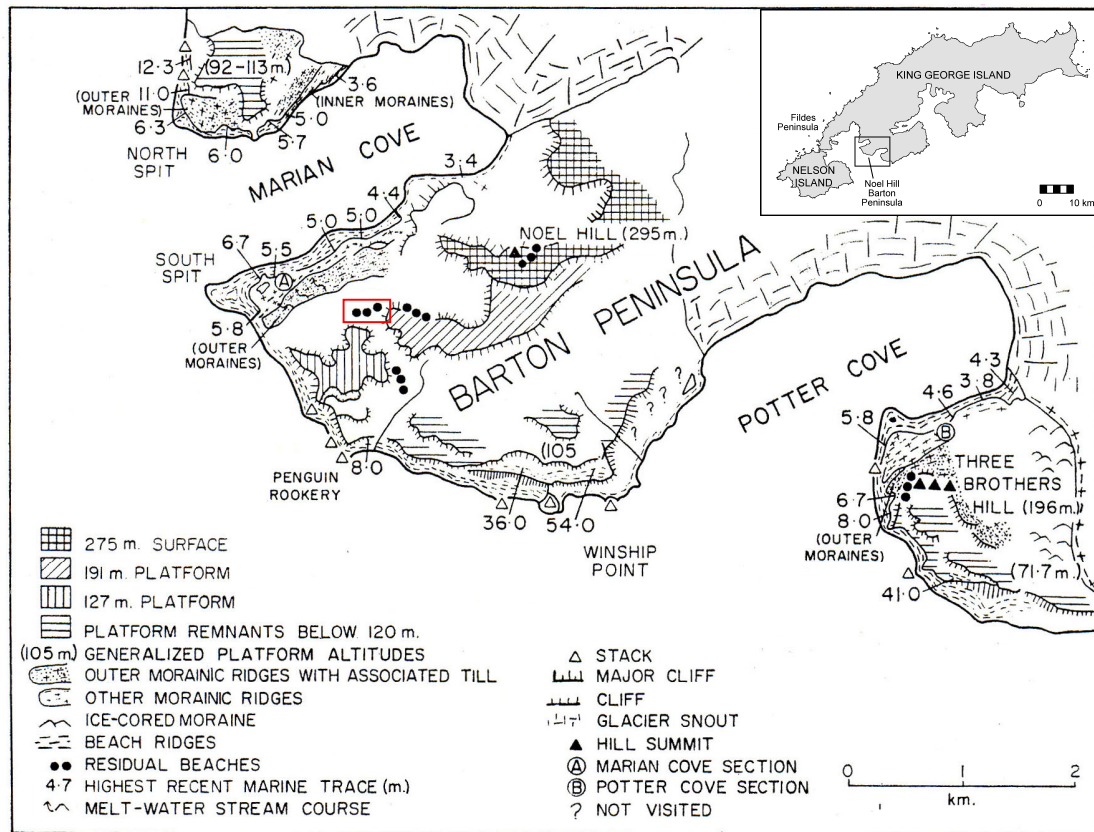 12·3
(92–113m.)
11·0
(OUTER
MORAINES)
6·3
NORTH
SPIT
6·0
5·7
5·0
3·6
(INNER MORAINES)
MARIAN COVE
3·4
4·4
5·0
5·0
5·5
6·7
SOUTH
SPIT
A
5·8
(OUTER
MORAINES)
NOEL HILL (295m.)
BARTON PENINSULA
PENGUIN
ROOKERY
8·0
36·0
(105
54·0
WINSHIP
POINT
? ? ?
POTTER COVE
4·3
3·8
4·6
5·8
B
THREE
BROTHERS
HILL (196m.)
6·7
8·0
(OUTER
MORAINES)
(71·7m.)
41·0
KING GEORGE ISLAND
Fildes
Peninsula
NELSON
ISLAND
Noel Hill
Barton
Peninsula
0 10 km
275 m. SURFACE
191 m. PLATFORM
127 m. PLATFORM
PLATFORM REMNANTS BELOW 120 m.
(105 m) GENERALIZED PLATFORM ALTITUDES
OUTER MORAINIC RIDGES WITH ASSOCIATED TILL
OTHER MORAINIC RIDGES
ICE-CORED MORAINE
BEACH RIDGES
RESIDUAL BEACHES
4·7 HIGHEST RECENT MARINE TRACE (m.)
MELT-WATER STREAM COURSE
STACK
MAJOR CLIFF
CLIFF
GLACIER SNOUT
HILL SUMMIT
A MARIAN COVE SECTION
B POTTER COVE SECTION
? NOT VISITED
0 1 2
km.